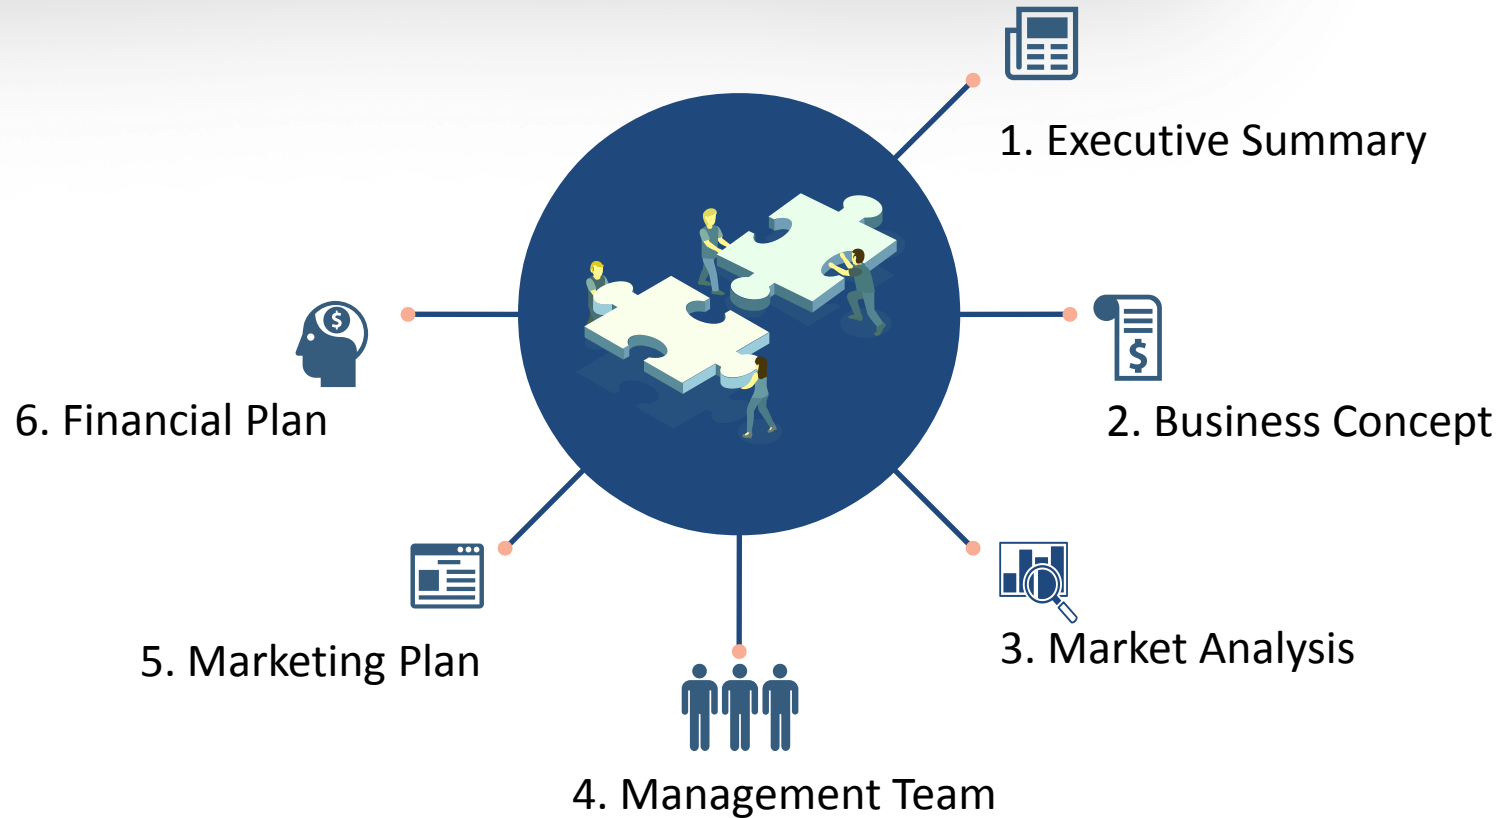 1. Executive Summary
2. Business Concept
3. Market Analysis
4. Management Team
5. Marketing Plan
6. Financial Plan
$
$